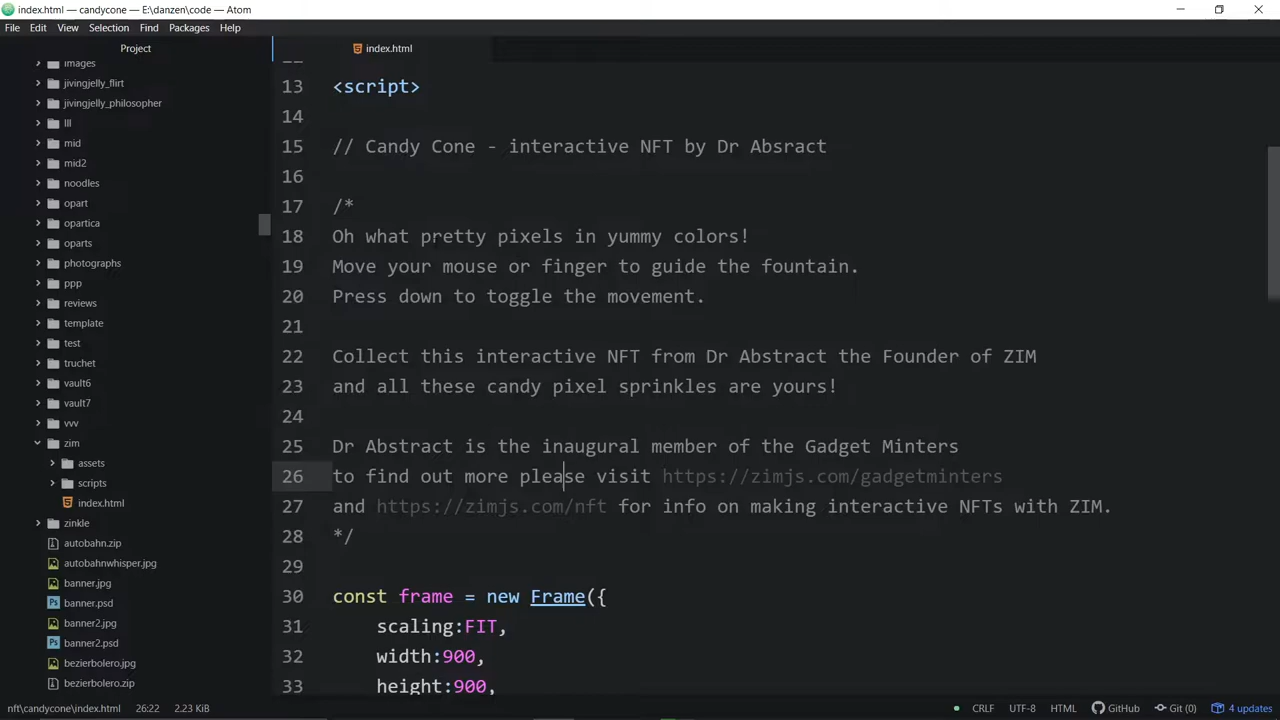 index.html — candycone — E:\danzen\code — Atom
File Edit View Selection Find Packages Help
Project
index.html
images
jivingjelly_flirt
jivingjelly_philosopher
lll
mid
mid2
noodles
opart
opartica
oparts
photographs
ppp
reviews
template
test
truchet
vault6
vault7
vvv
zim
assets
scripts
index.html
zinkle
autobahn.zip
autobahnwhisper.jpg
banner.jpg
banner.psd
banner2.jpg
banner2.psd
bezierbolero.jpg
bezierbolero.zip
13 <script>
14
15 // Candy Cone - interactive NFT by Dr Absract
16
17 /*
18 Oh what pretty pixels in yummy colors!
19 Move your mouse or finger to guide the fountain.
20 Press down to toggle the movement.
21
22 Collect this interactive NFT from Dr Abstract the Founder of ZIM
23 and all these candy pixel sprinkles are yours!
24
25 Dr Abstract is the inaugural member of the Gadget Minters
26 to find out more please visit https://zimjs.com/gadgetminters
27 and https://zimjs.com/nft for info on making interactive NFTs with ZIM.
28 */
29
30 const frame = new Frame({
31 scaling:FIT,
32 width:900,
33 height:900,
nft\candycone\index.html 26:22 2.23 KiB CRLF UTF-8 HTML GitHub Git (0) 4 updates